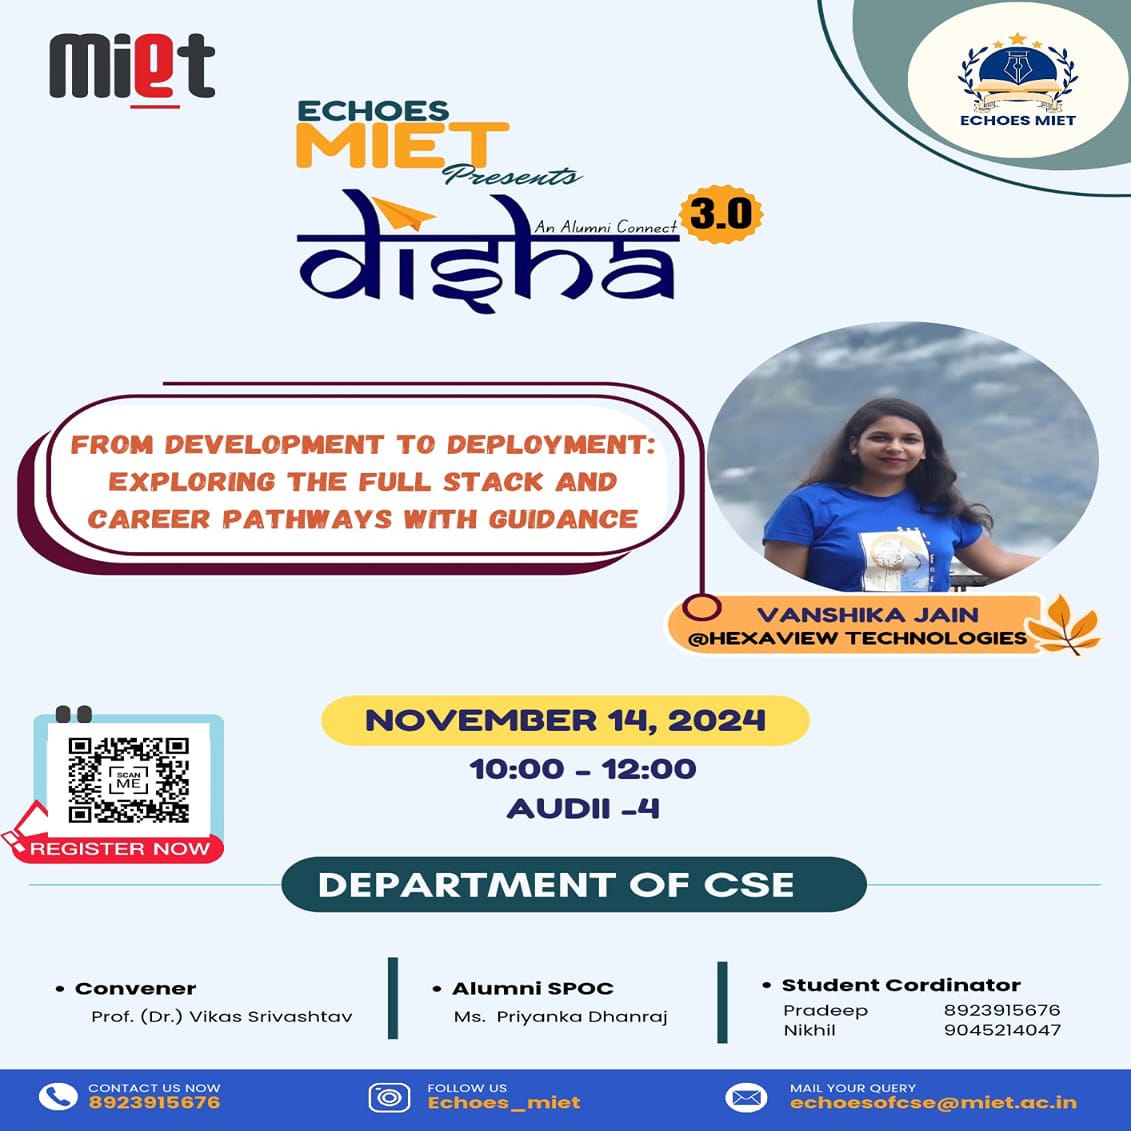 miet
ECHOES MIET
ECHOES
MIET
Presents
An Alumni Connect
3.0
disha
FROM DEVELOPMENT TO DEPLOYMENT:
EXPLORING THE FULL STACK AND
CAREER PATHWAYS WITH GUIDANCE
VANSHIKA JAIN
@HEXAVIEW TECHNOLOGIES
NOVEMBER 14, 2024
10:00 - 12:00
AUDII -4
SCAN
ME
REGISTER NOW
DEPARTMENT OF CSE
• Convener
Prof. (Dr.) Vikas Srivashtav
• Alumni SPOC
Ms. Priyanka Dhanraj
• Student Cordinator
Pradeep 8923915676
Nikhil 9045214047
CONTACT US NOW
8923915676
FOLLOW US
Echoes_miet
MAIL YOUR QUERY
echoesofcse@miet.ac.in